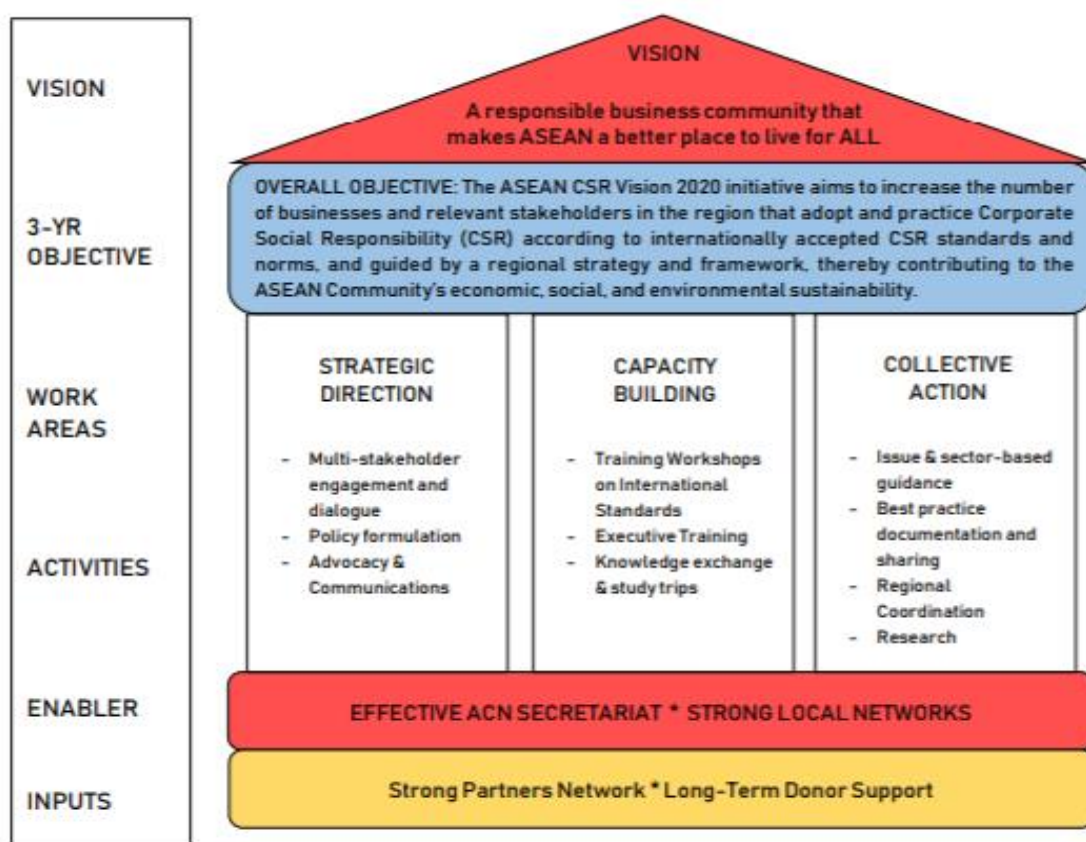 VISION
3-YR
OBJECTIVE
WORK
AREAS
ACTIVITIES
ENABLER
INPUTS
VISION
A responsible business community that
makes ASEAN a better place to live for ALL
OVERALL OBJECTIVE: The ASEAN CSR Vision 2020 initiative aims to increase the number
of businesses and relevant stakeholders in the region that adopt and practice Corporate
Social Responsibility (CSR) according to internationally accepted CSR standards and
norms, and guided by a regional strategy and framework, thereby contributing to the
ASEAN Community's economic, social, and environmental sustainability.
STRATEGIC
DIRECTION
- Multi-stakeholder
engagement and
dialogue
- Policy formulation
- Advocacy &
Communications
CAPACITY
BUILDING
- Training Workshops
on International
Standards
- Executive Training
- Knowledge exchange
& study trips
COLLECTIVE
ACTION
- Issue & sector-based
guidance
- Best practice
documentation and
sharing
- Regional
Coordination
- Research
EFFECTIVE ACN SECRETARIAT * STRONG LOCAL NETWORKS
Strong Partners Network * Long-Term Donor Support